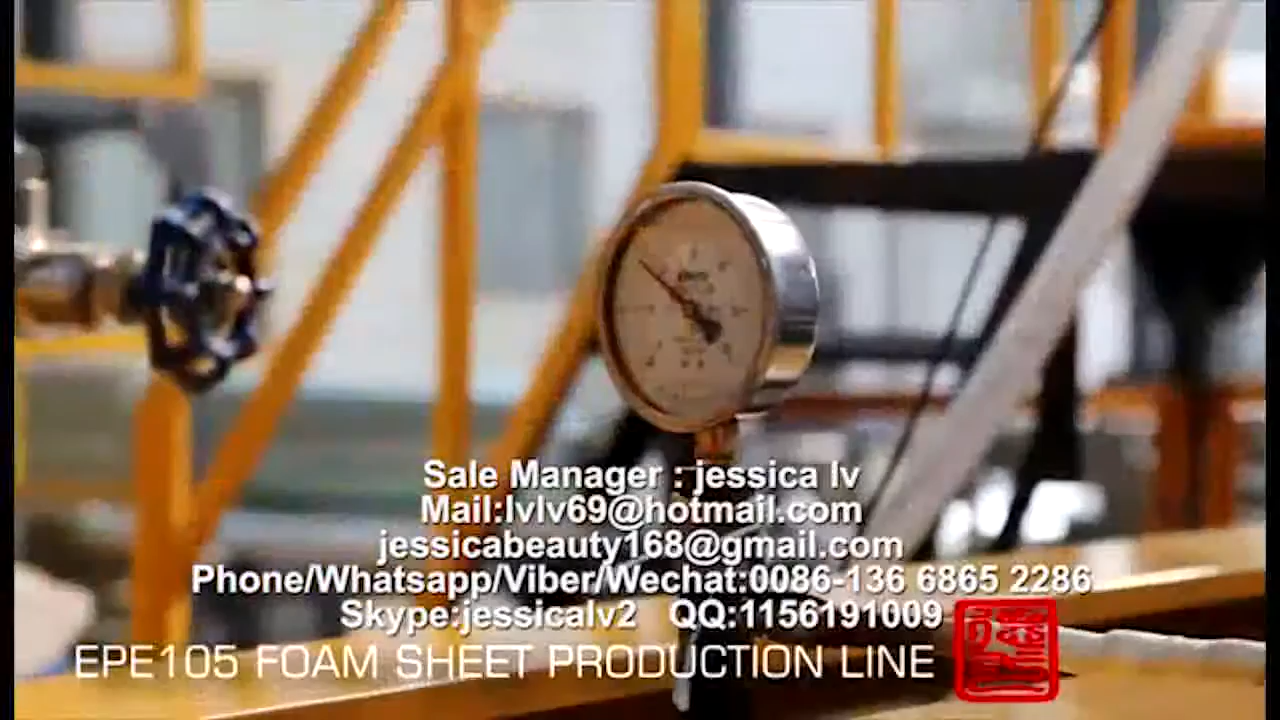 Sale Manager : jessica lv
Mail:lvlv69@hotmail.com
jessicabeauty168@gmail.com
Phone/Whatsapp/Viber/Wechat:0086-136 6865 2286
Skype:jessicalv2 QQ:1156191009
EPE105 FOAM SHEET PRODUCTION LINE